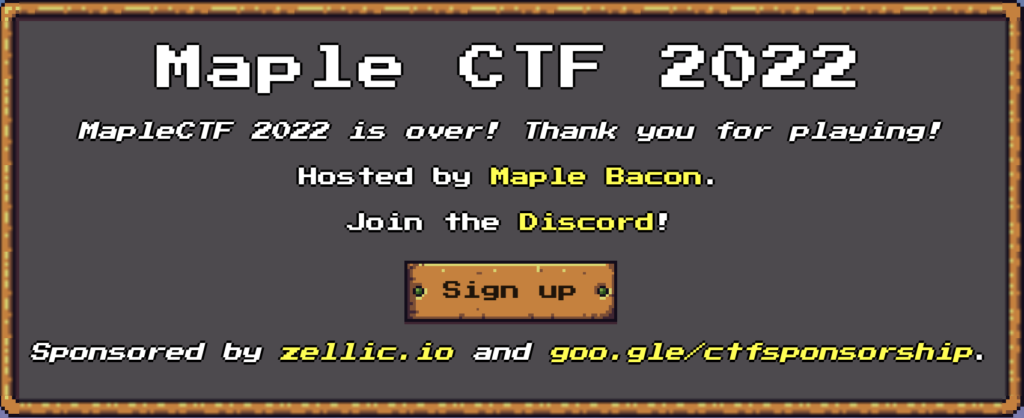 Maple CTF 2022
MapleCTF 2022 is over! Thank you for playing!
Hosted by Maple Bacon.
Join the Discord!
Sign up
Sponsored by zellic.io and goo.gle/ctfsponsorship.